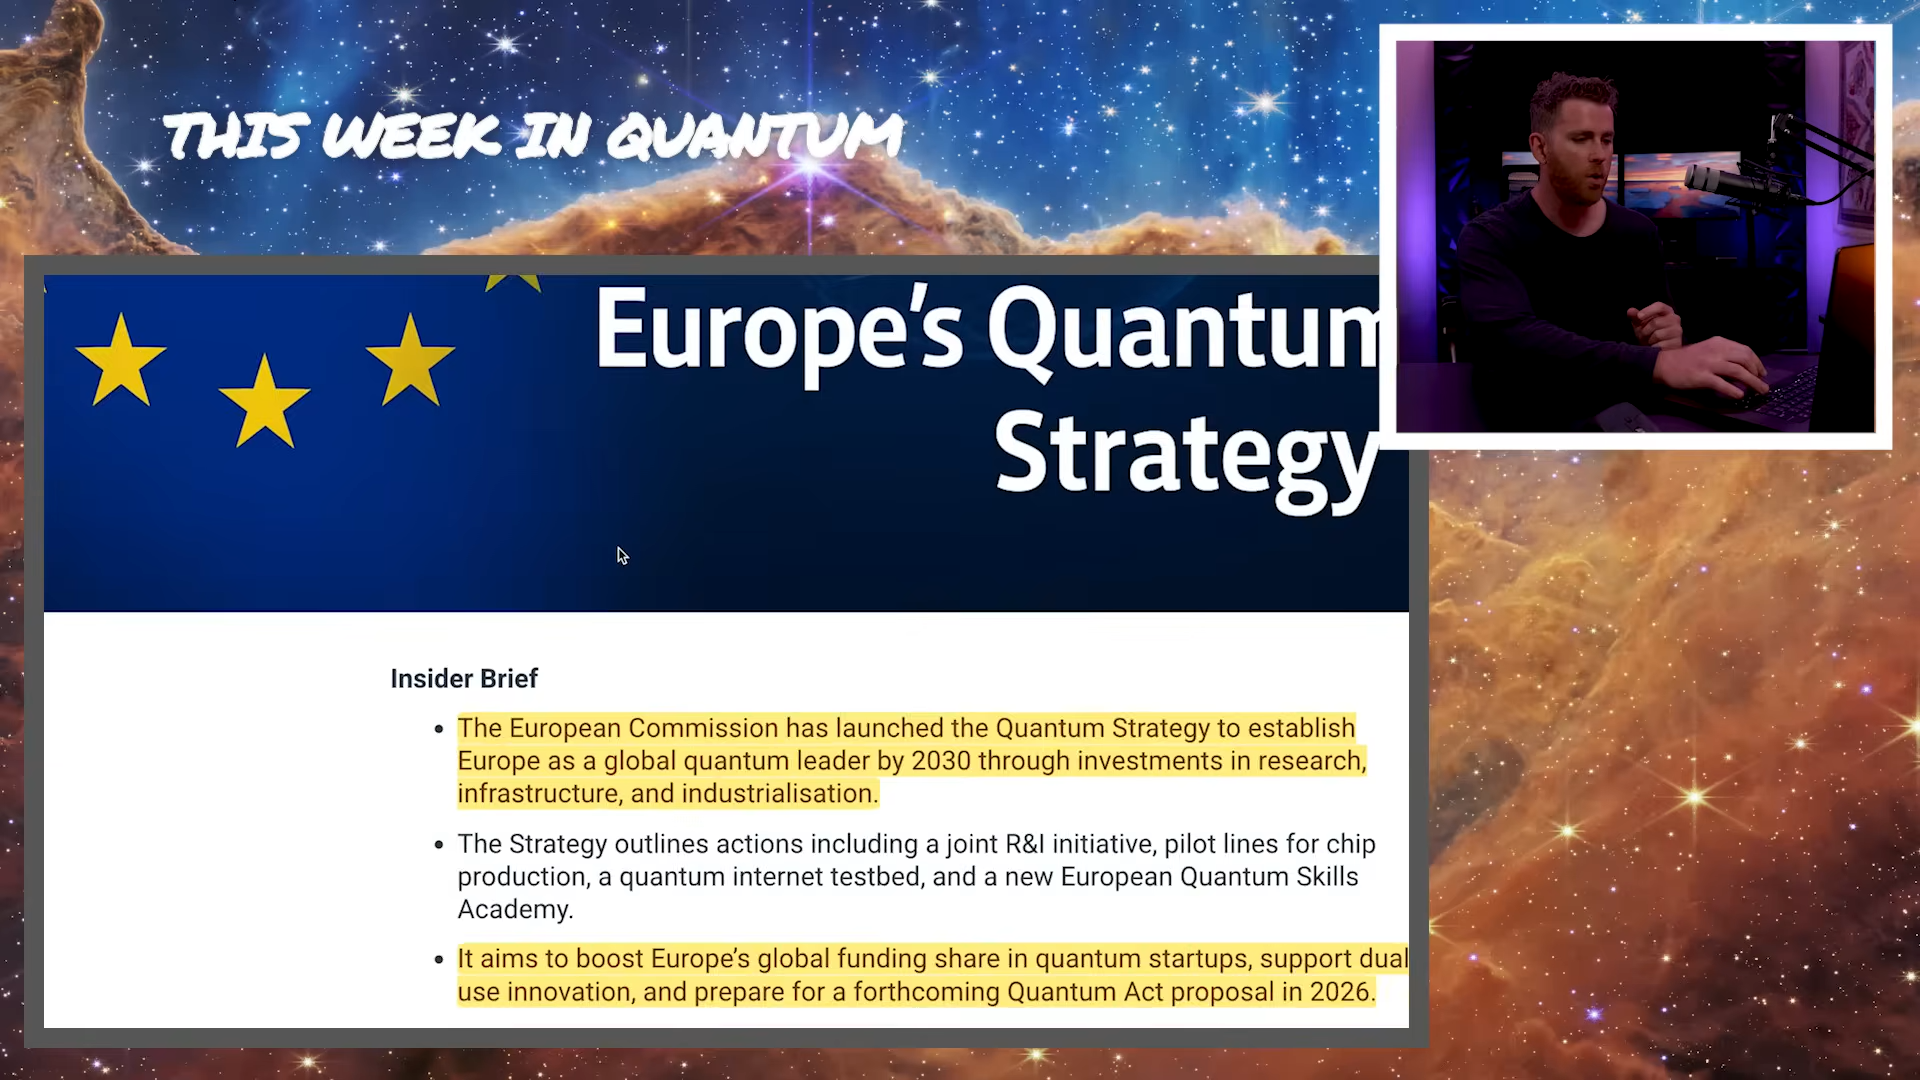 THIS WEEK IN QUANTUM
Europe's Quantum
Strategy
Insider Brief
• The European Commission has launched the Quantum Strategy to establish
Europe as a global quantum leader by 2030 through investments in research,
infrastructure, and industrialisation.
• The Strategy outlines actions including a joint R&I initiative, pilot lines for chip
production, a quantum internet testbed, and a new European Quantum Skills
Academy.
• It aims to boost Europe’s global funding share in quantum startups, support dual
use innovation, and prepare for a forthcoming Quantum Act proposal in 2026.